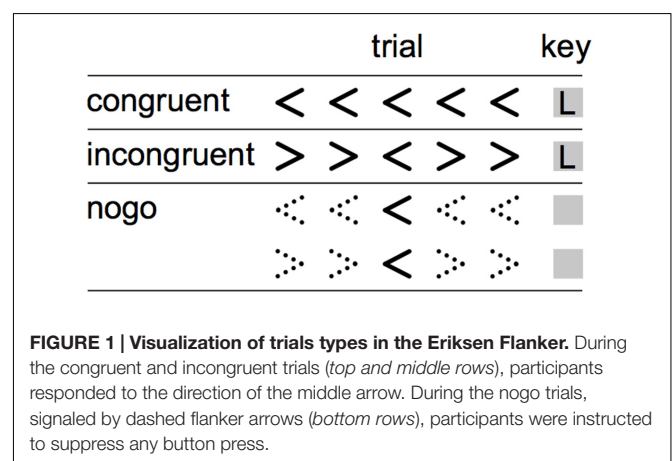 trial key
congruent < < < < < L
incongruent > > < > > L
nogo < < < < <
> > < > >
FIGURE 1 | Visualization of trials types in the Eriksen Flanker. During
the congruent and incongruent trials (top and middle rows), participants
responded to the direction of the middle arrow. During the nogo trials,
signaled by dashed flanker arrows (bottom rows), participants were instructed
to suppress any button press.